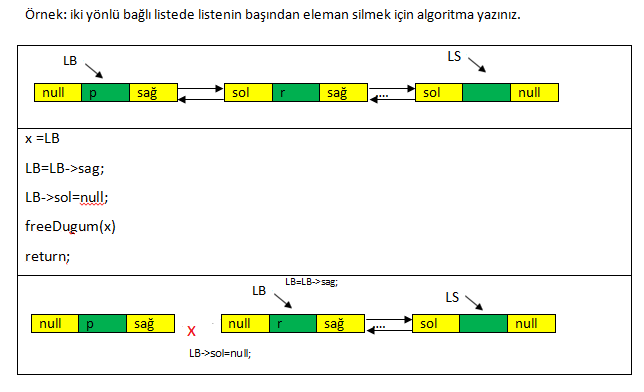 Örnek: iki yönlü bağlı listede listenin başından eleman silmek için algoritma yazınız.
LB LS
null p sağ sol r sağ ... sol null
x =LB
LB=LB->sag;
LB->sol=null;
freeDugum(x)
return;
LB=LB->sag;
LB LS
null p sağ X null r sağ ... sol null
LB->sol=null;